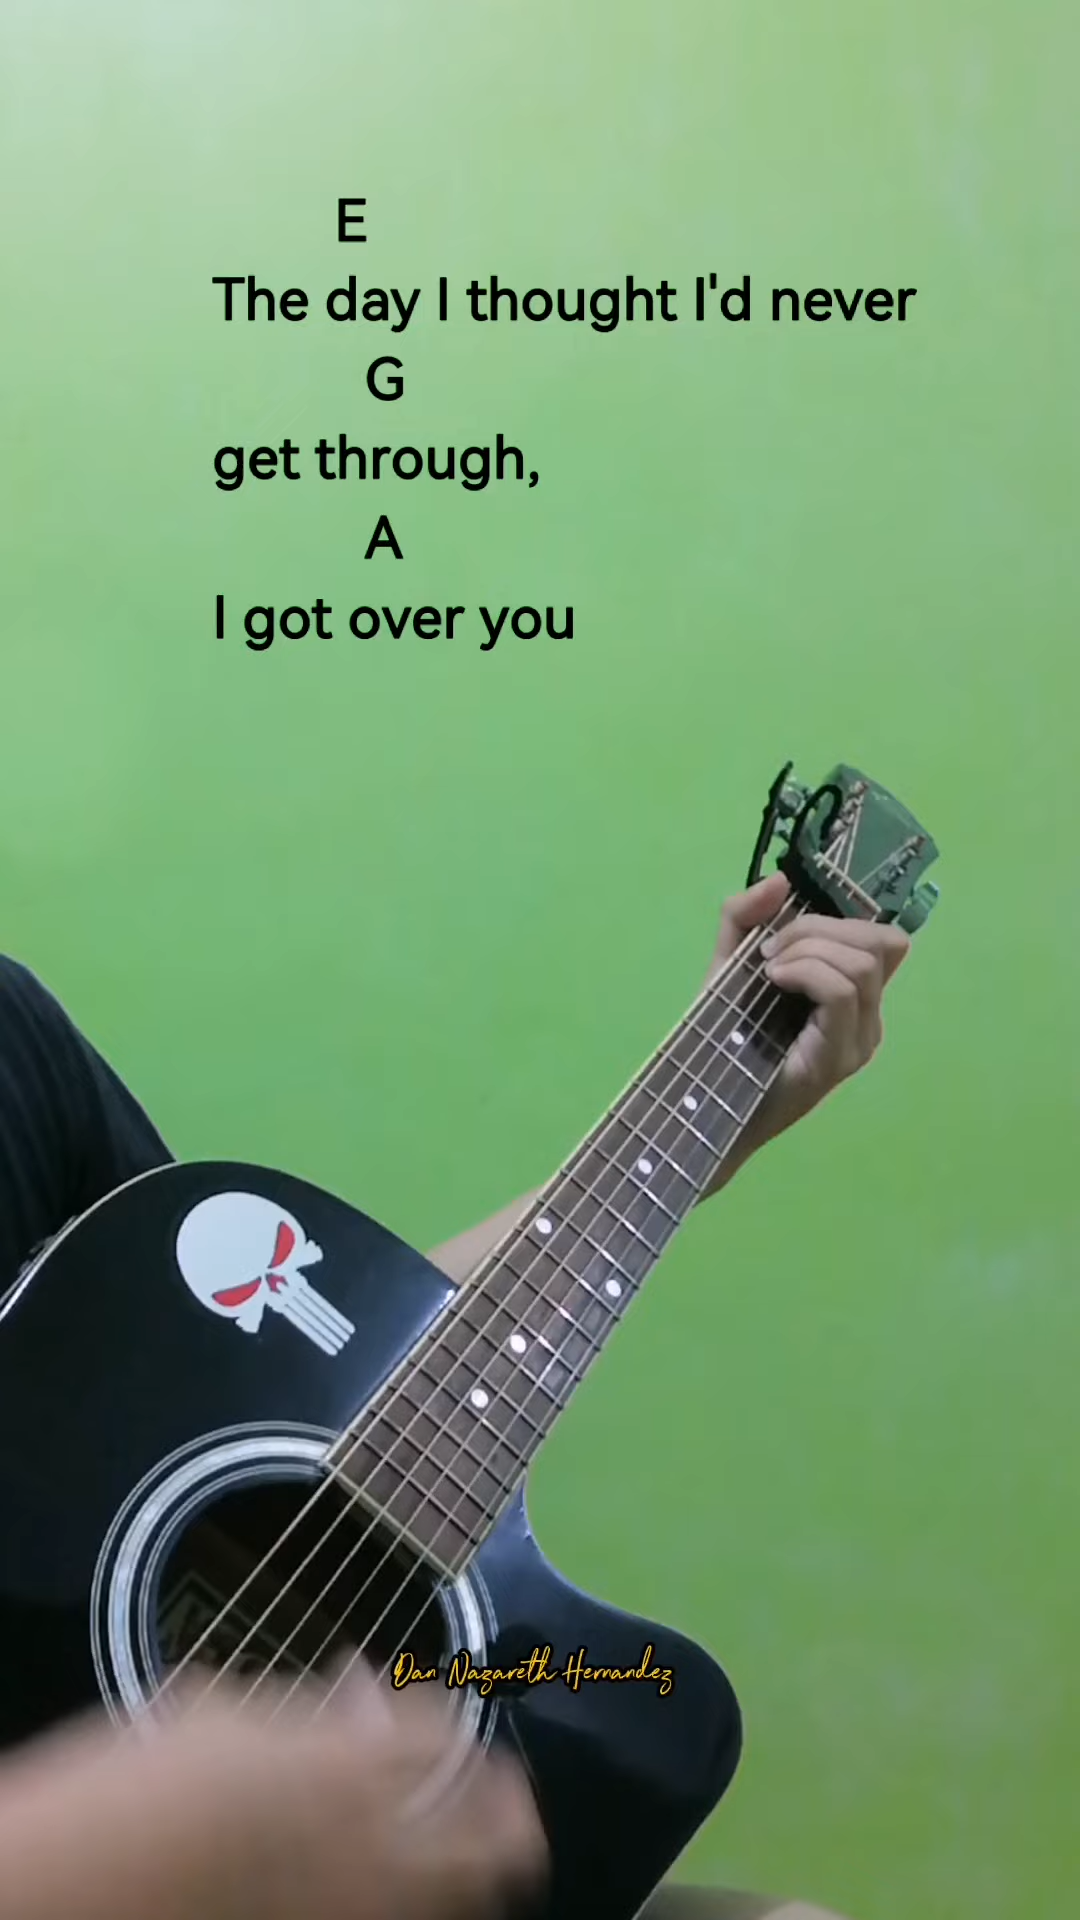 E
The day I thought I'd never
G
get through,
A
I got over you
Dan Nazareth Hernandez